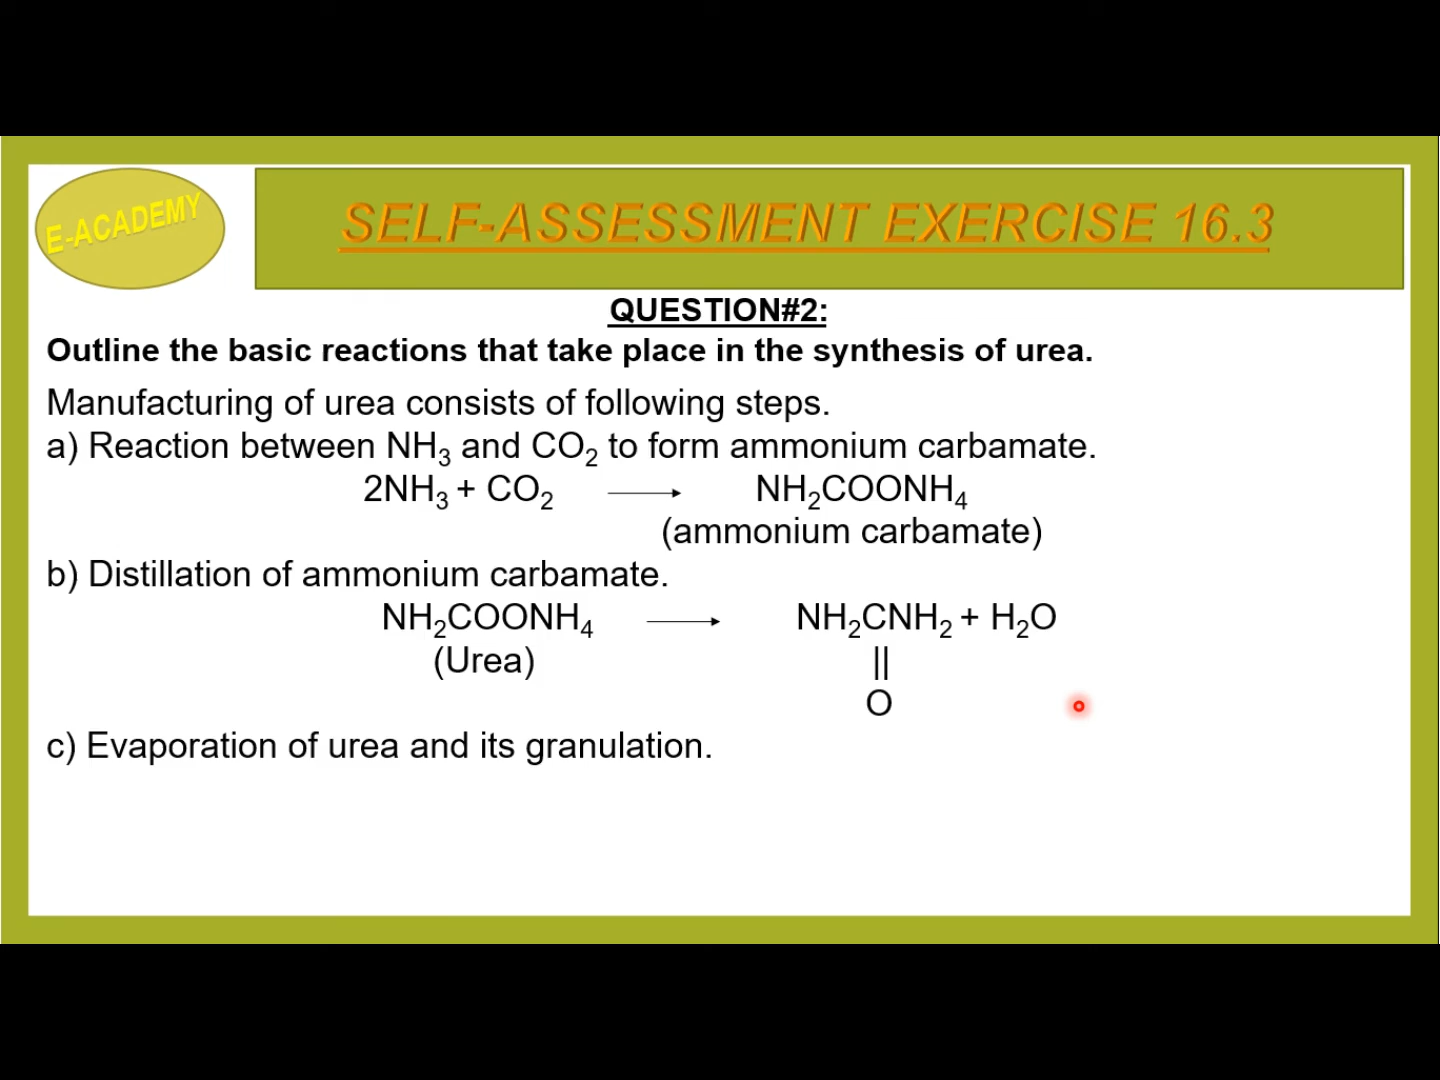 E-ACADEMY
SELF-ASSESSMENT EXERCISE 16.3
QUESTION#2:
Outline the basic reactions that take place in the synthesis of urea.
Manufacturing of urea consists of following steps.
a) Reaction between NH₃ and CO₂ to form ammonium carbamate.
2NH₃ + CO₂ → NH₂COONH₄
(ammonium carbamate)
b) Distillation of ammonium carbamate.
NH₂COONH₄ → NH₂CNH₂ + H₂O
(Urea) ||
O
c) Evaporation of urea and its granulation.